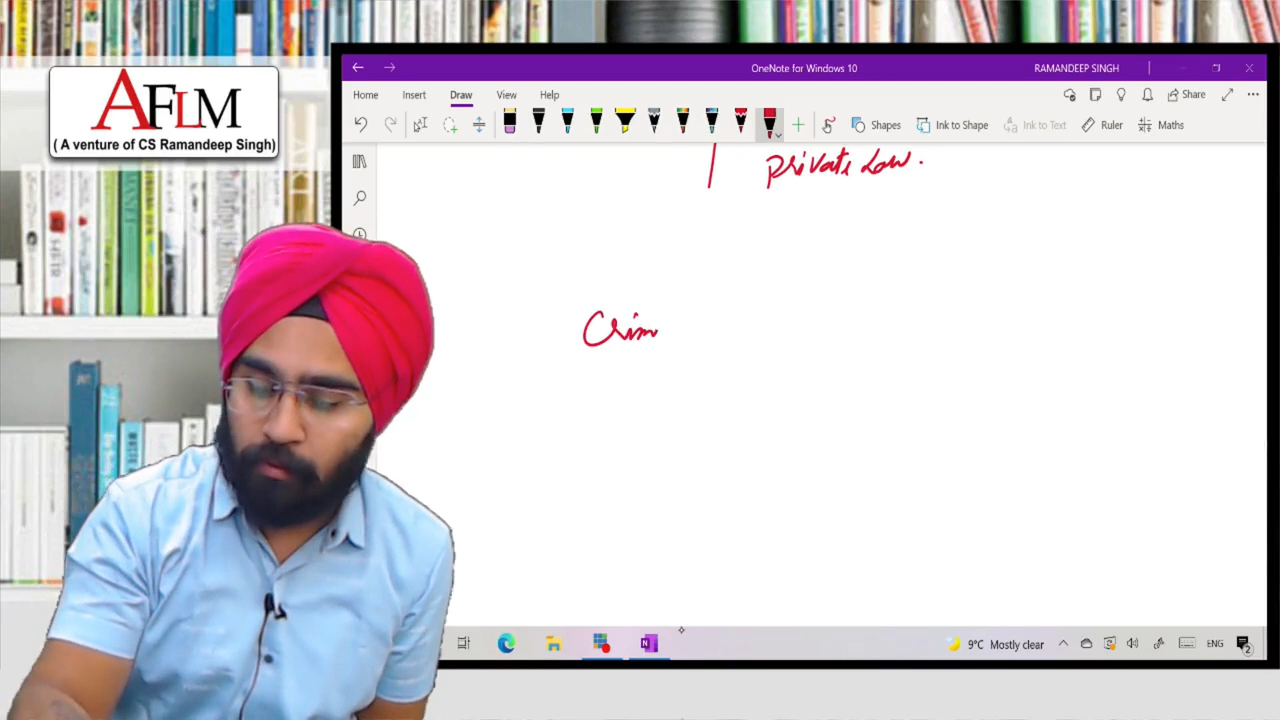 AFLM
( A venture of CS Ramandeep Singh)
OneNote for Windows 10
RAMANDEEP SINGH
Home Insert Draw View Help
Share
Shapes Ink to Shape Ink to Text Ruler Maths
private Law.
Crim
9°C Mostly clear
ENG
2